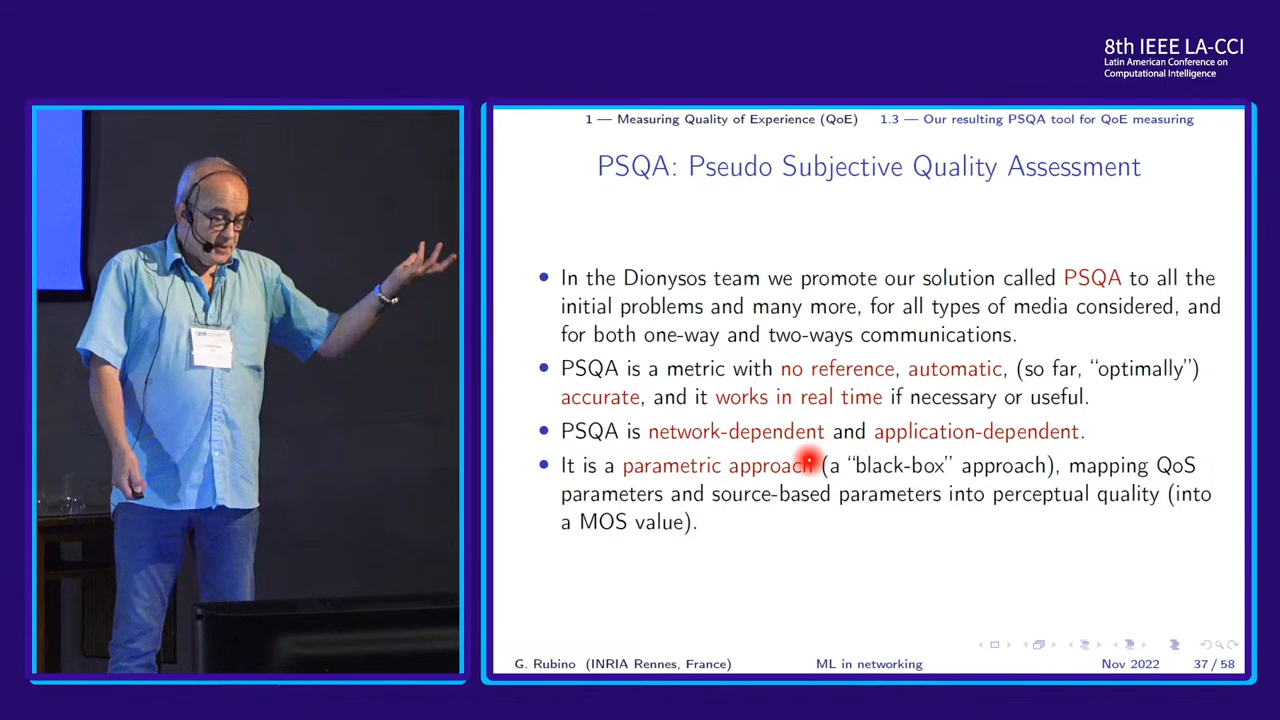 8th IEEE LA-CCI
Latin American Conference on
Computational Intelligence
1 — Measuring Quality of Experience (QoE) 1.3 — Our resulting PSQA tool for QoE measuring
PSQA: Pseudo Subjective Quality Assessment
• In the Dionysos team we promote our solution called PSQA to all the
initial problems and many more, for all types of media considered, and
for both one-way and two-ways communications.
• PSQA is a metric with no reference, automatic, (so far, “optimally”)
accurate, and it works in real time if necessary or useful.
• PSQA is network-dependent and application-dependent.
• It is a parametric approach (a “black-box” approach), mapping QoS
parameters and source-based parameters into perceptual quality (into
a MOS value).
G. Rubino (INRIA Rennes, France) ML in networking Nov 2022 37 / 58